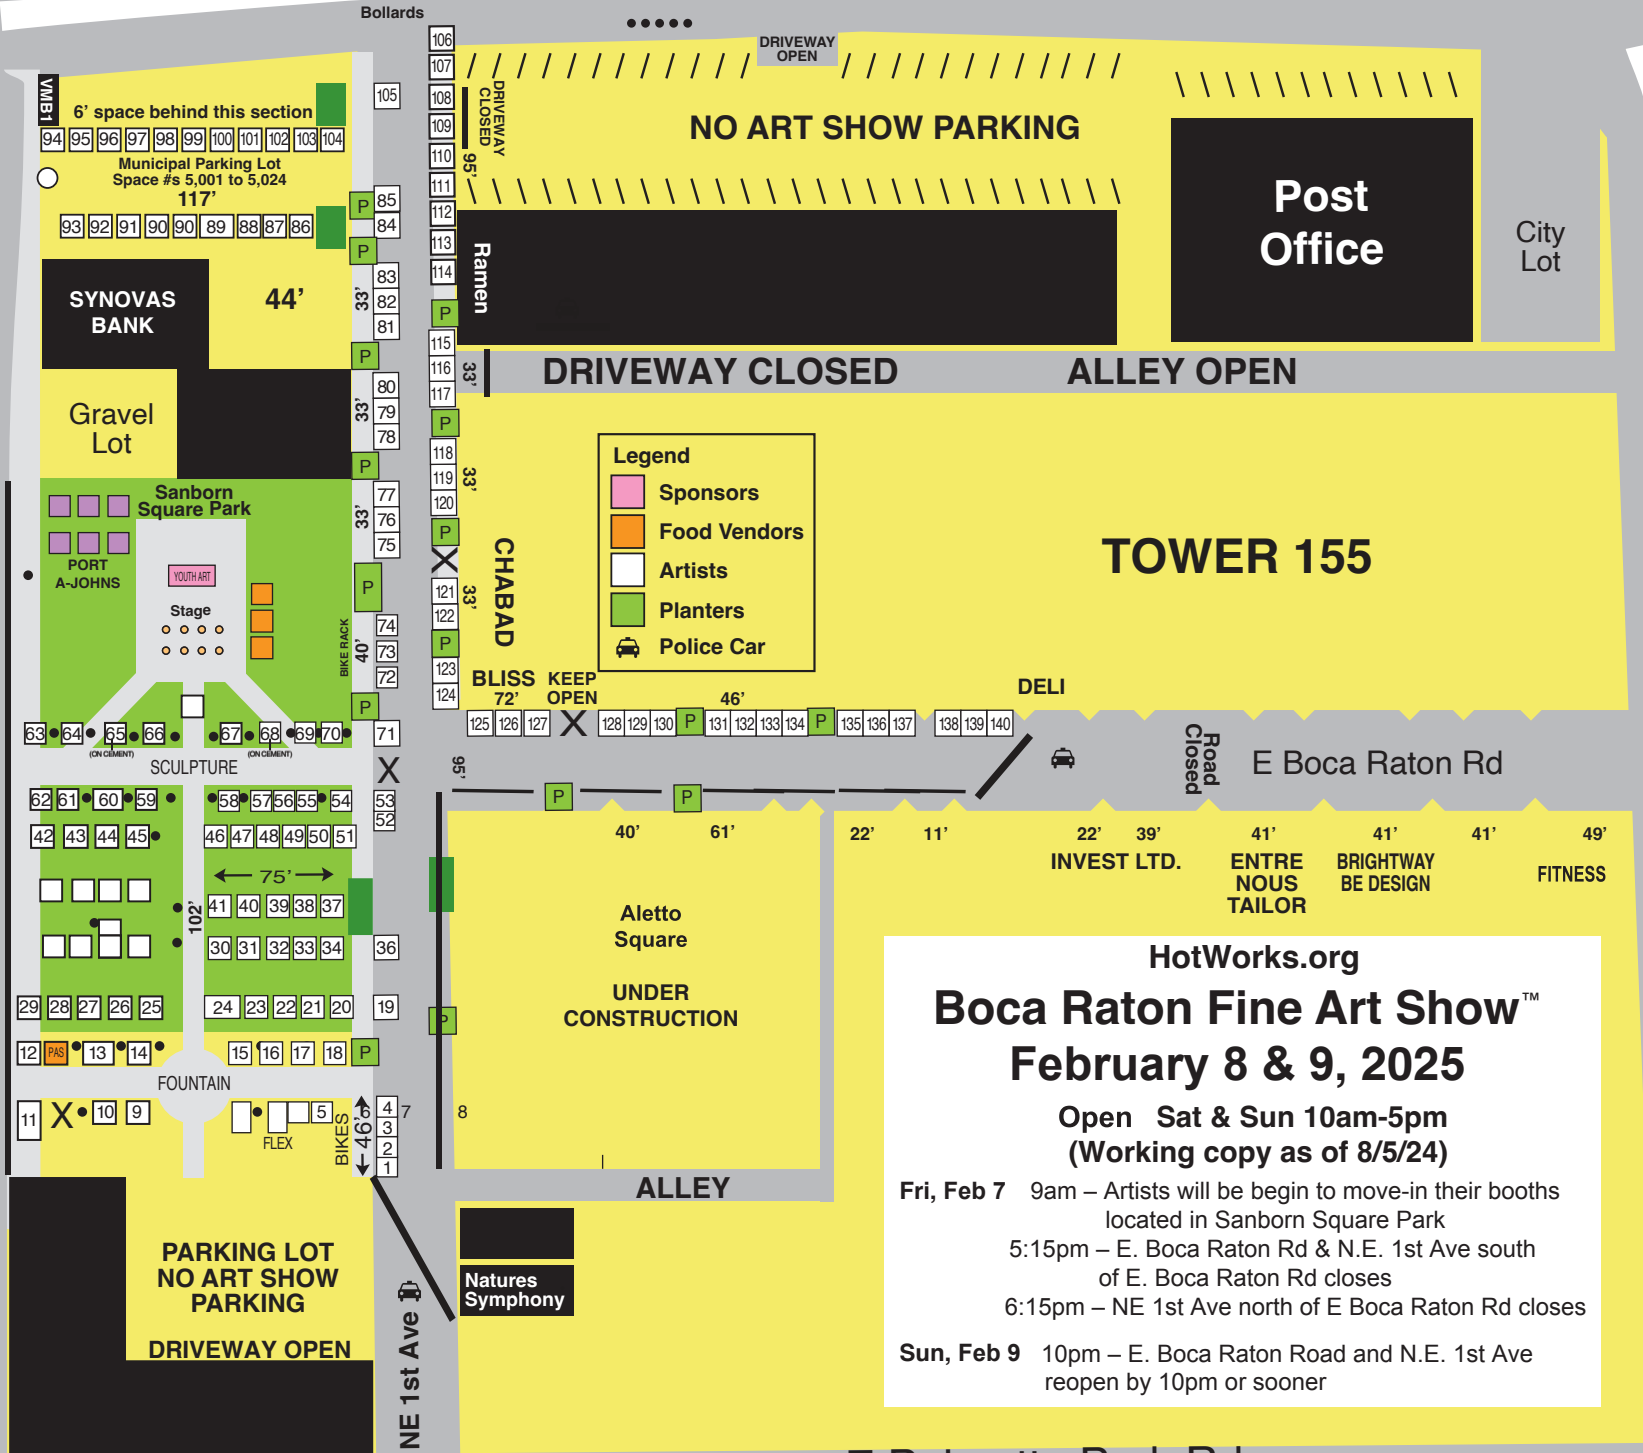 Bollards
106
DRIVEWAY
OPEN
107
VMB1
105
108
DRIVEWAY
CLOSED
6’ space behind this section
109
NO ART SHOW PARKING
94 95 96 97 98 99 100 101 102 103 104
110
95’
Municipal Parking Lot
Space #s 5,001 to 5,024
117’
111
P 85
Post
Office
112
93 92 91 90 90 89 88 87 86
84
City
Lot
113
P
Ramen
114
83
SYNOVAS
BANK
44’
33’
82
P
81
115
P
116
33’
DRIVEWAY CLOSED
ALLEY OPEN
80
117
Gravel
Lot
33’
79
P
78
118
Legend
P
119
33’
Sponsors
Sanborn
Square Park
77
120
33’
76
P
Food Vendors
75
X
CHABAD
TOWER 155
PORT
A-JOHNS
YOUTH ART
P
121
33’
Artists
Stage
122
Planters
BIKE RACK
40’
74
P
73
Police Car
72
123
BLISS
72’
KEEP
OPEN
46’
DELI
124
P
125 126 127 X 128 129 130 P 131 132 133 134 P 135 136 137 138 139 140
63 64 65 66 67 68 69 70 71
(ON CEMENT)
(ON CEMENT)
SCULPTURE
X
95’
Road
Closed
E Boca Raton Rd
62 61 60 59 58 57 56 55 54 53
P
P
52
42 43 44 45 46 47 48 49 50 51
40’ 61’ 22’ 11’ 22’ 39’ 41’ 41’ 41’ 49’
INVEST LTD.
ENTRE
NOUS
TAILOR
BRIGHTWAY
BE DESIGN
FITNESS
75’
102’
41 40 39 38 37
Aletto
Square
30 31 32 33 34 36
UNDER
CONSTRUCTION
29 28 27 26 25 24 23 22 21 20 19
P
12 PAS 13 14 15 16 17 18 P
FOUNTAIN
11 X 10 9 5 6 4 7 8
3
FLEX
BIKES
46’
2
1
ALLEY
HotWorks.org
Boca Raton Fine Art Show™
February 8 & 9, 2025
Open Sat & Sun 10am-5pm
(Working copy as of 8/5/24)
Fri, Feb 7 9am – Artists will be begin to move-in their booths
located in Sanborn Square Park
5:15pm – E. Boca Raton Rd & N.E. 1st Ave south
of E. Boca Raton Rd closes
6:15pm – NE 1st Ave north of E Boca Raton Rd closes
Sun, Feb 9 10pm – E. Boca Raton Road and N.E. 1st Ave
reopen by 10pm or sooner
PARKING LOT
NO ART SHOW
PARKING
DRIVEWAY OPEN
Natures
Symphony
NE 1st Ave